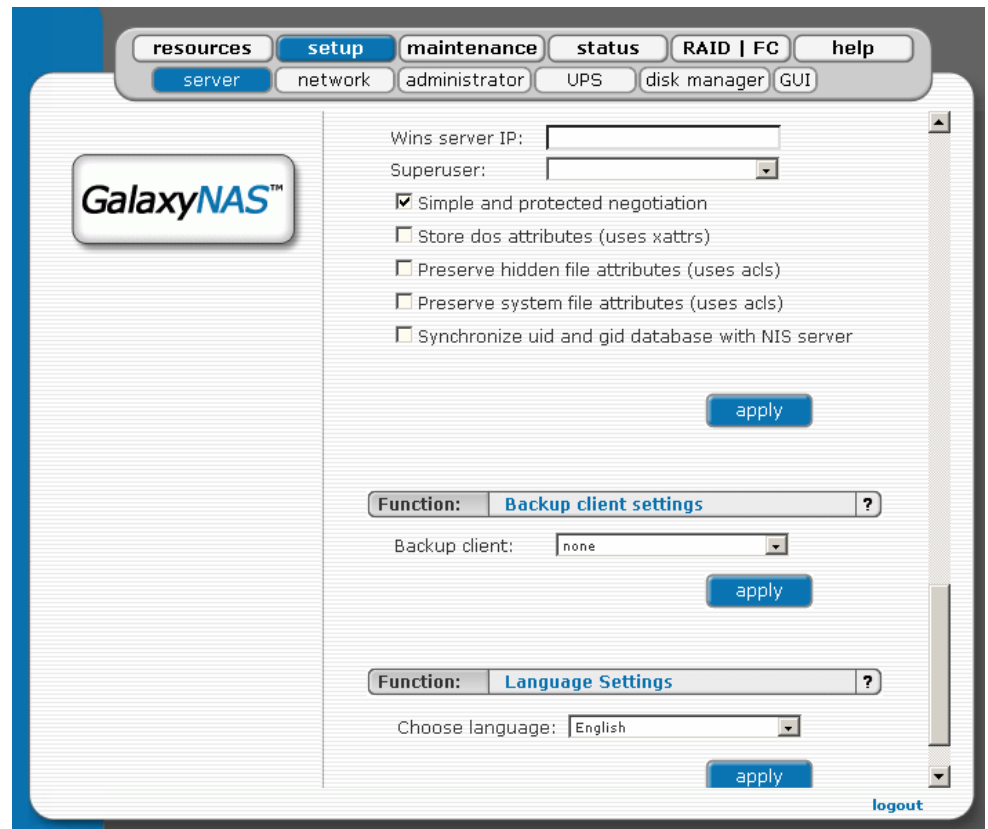 resources setup maintenance status RAID | FC help
server network administrator UPS disk manager GUI
GalaxyNAS™
Wins server IP:
Superuser:
Simple and protected negotiation
Store dos attributes (uses xattrs)
Preserve hidden file attributes (uses acls)
Preserve system file attributes (uses acls)
Synchronize uid and gid database with NIS server
apply
Function: Backup client settings ?
Backup client: none
apply
Function: Language Settings ?
Choose language: English
apply
logout